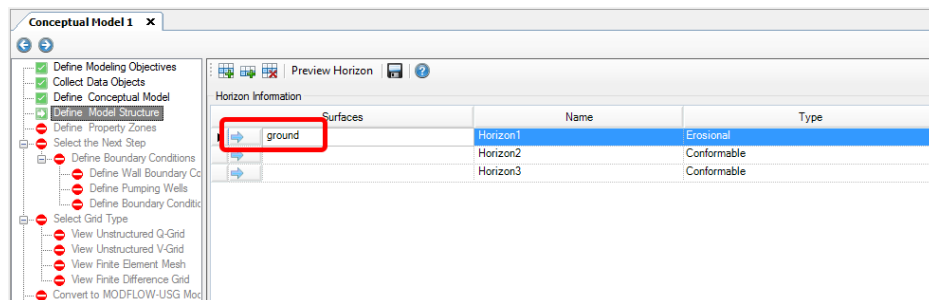 Conceptual Model 1 X
Define Modeling Objectives
Collect Data Objects
Define Conceptual Model
Define Model Structure
Define Property Zones
Select the Next Step
Define Boundary Conditions
Define Wall Boundary Cc
Define Pumping Wells
Define Boundary Conditic
Select Grid Type
View Unstructured Q-Grid
View Unstructured V-Grid
View Finite Element Mesh
View Finite Difference Grid
Convert to MODFLOW-USG Moc
Preview Horizon
Horizon Information
Surfaces Name Type
ground Horizon1 Erosional
Horizon2 Conformable
Horizon3 Conformable